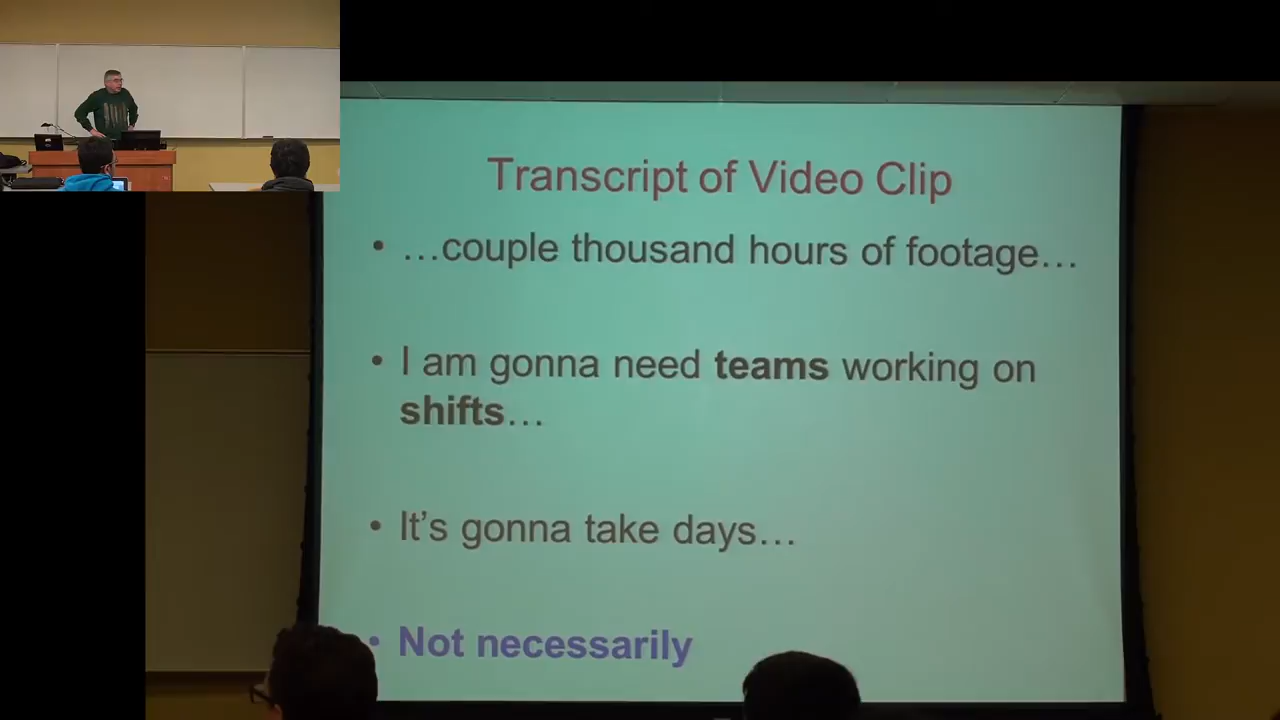 Transcript of Video Clip
• …couple thousand hours of footage…
• I am gonna need teams working on
shifts…
• It’s gonna take days…
• Not necessarily